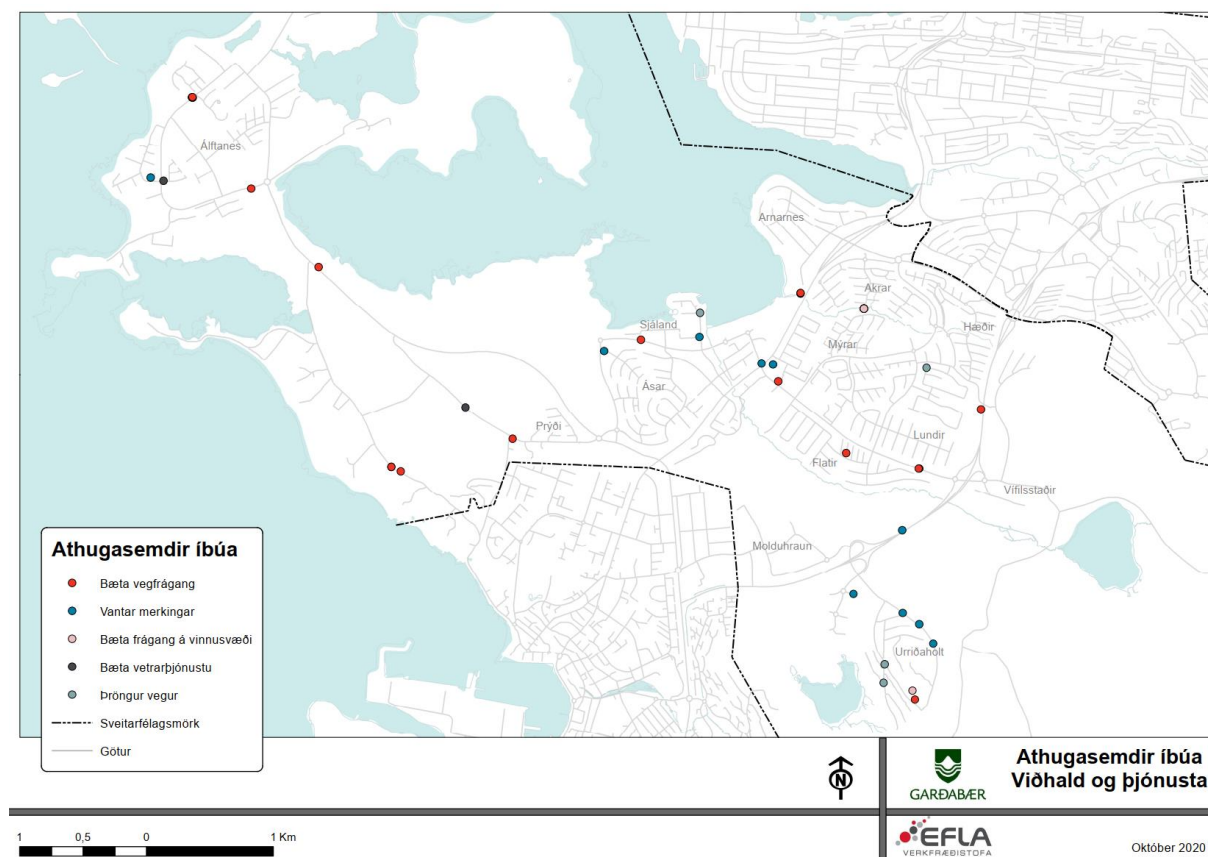 Álftanes
Arnarnes
Akrar
Sjáland
Hæðir
Mýrar
Ásar
Prýði
Lundir
Flatir
Vífilsstaðir
Molduhraun
Urriðaholt
Athugasemdir íbúa
Bæta vegfrágang
Vantar merkingar
Bæta frágang á vinnusvæði
Bæta vetrarþjónustu
Þröngur vegur
Sveitarfélagsmörk
Götur
N
GARÐABÆR
Athugasemdir íbúa
Viðhald og þjónusta
1 0,5 0 1 Km
EFLA
VERKFRÆÐISTOFA
Október 2020